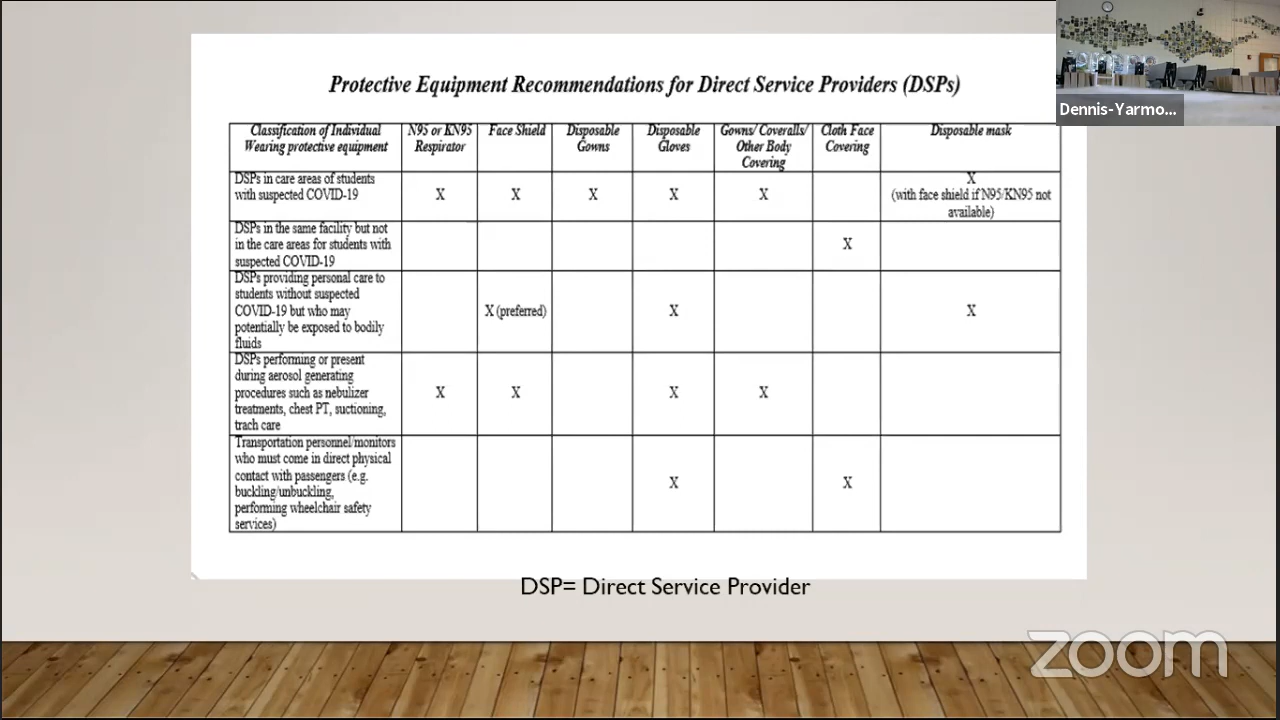 Protective Equipment Recommendations for Direct Service Providers (DSPs)
Classification of Individual
Wearing protective equipment
N95 or KN95
Respirator
Face Shield
Disposable
Gowns
Disposable
Gloves
Gowns/ Coveralls/
Other Body
Covering
Cloth Face
Covering
Disposable mask
DSPs in care areas of students
with suspected COVID-19
X
X
X
X
X
X
(with face shield if N95/KN95 not
available)
DSPs in the same facility but not
in the care areas for students with
suspected COVID-19
X
DSPs providing personal care to
students without suspected
COVID-19 but who may
potentially be exposed to bodily
fluids
X (preferred)
X
X
DSPs performing or present
during aerosol generating
procedures such as nebulizer
treatments, chest PT, suctioning,
trach care
X
X
X
X
Transportation personnel/monitors
who must come in direct physical
contact with passengers (e.g.
buckling/unbuckling,
performing wheelchair safety
services)
X
X
DSP= Direct Service Provider
Dennis-Yarmo...
zoom